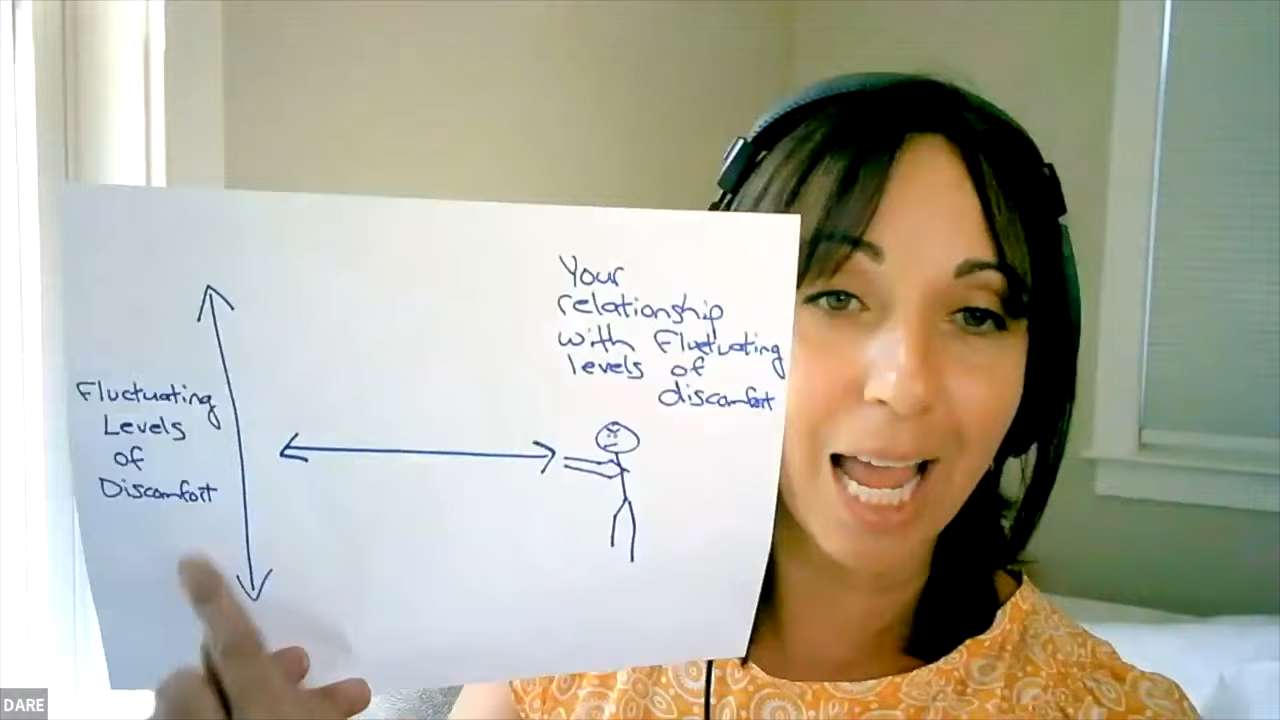 Your
relationship
with Fluctuating
levels of
discomfort
Fluctuating
Levels
of
Discomfort
DARE